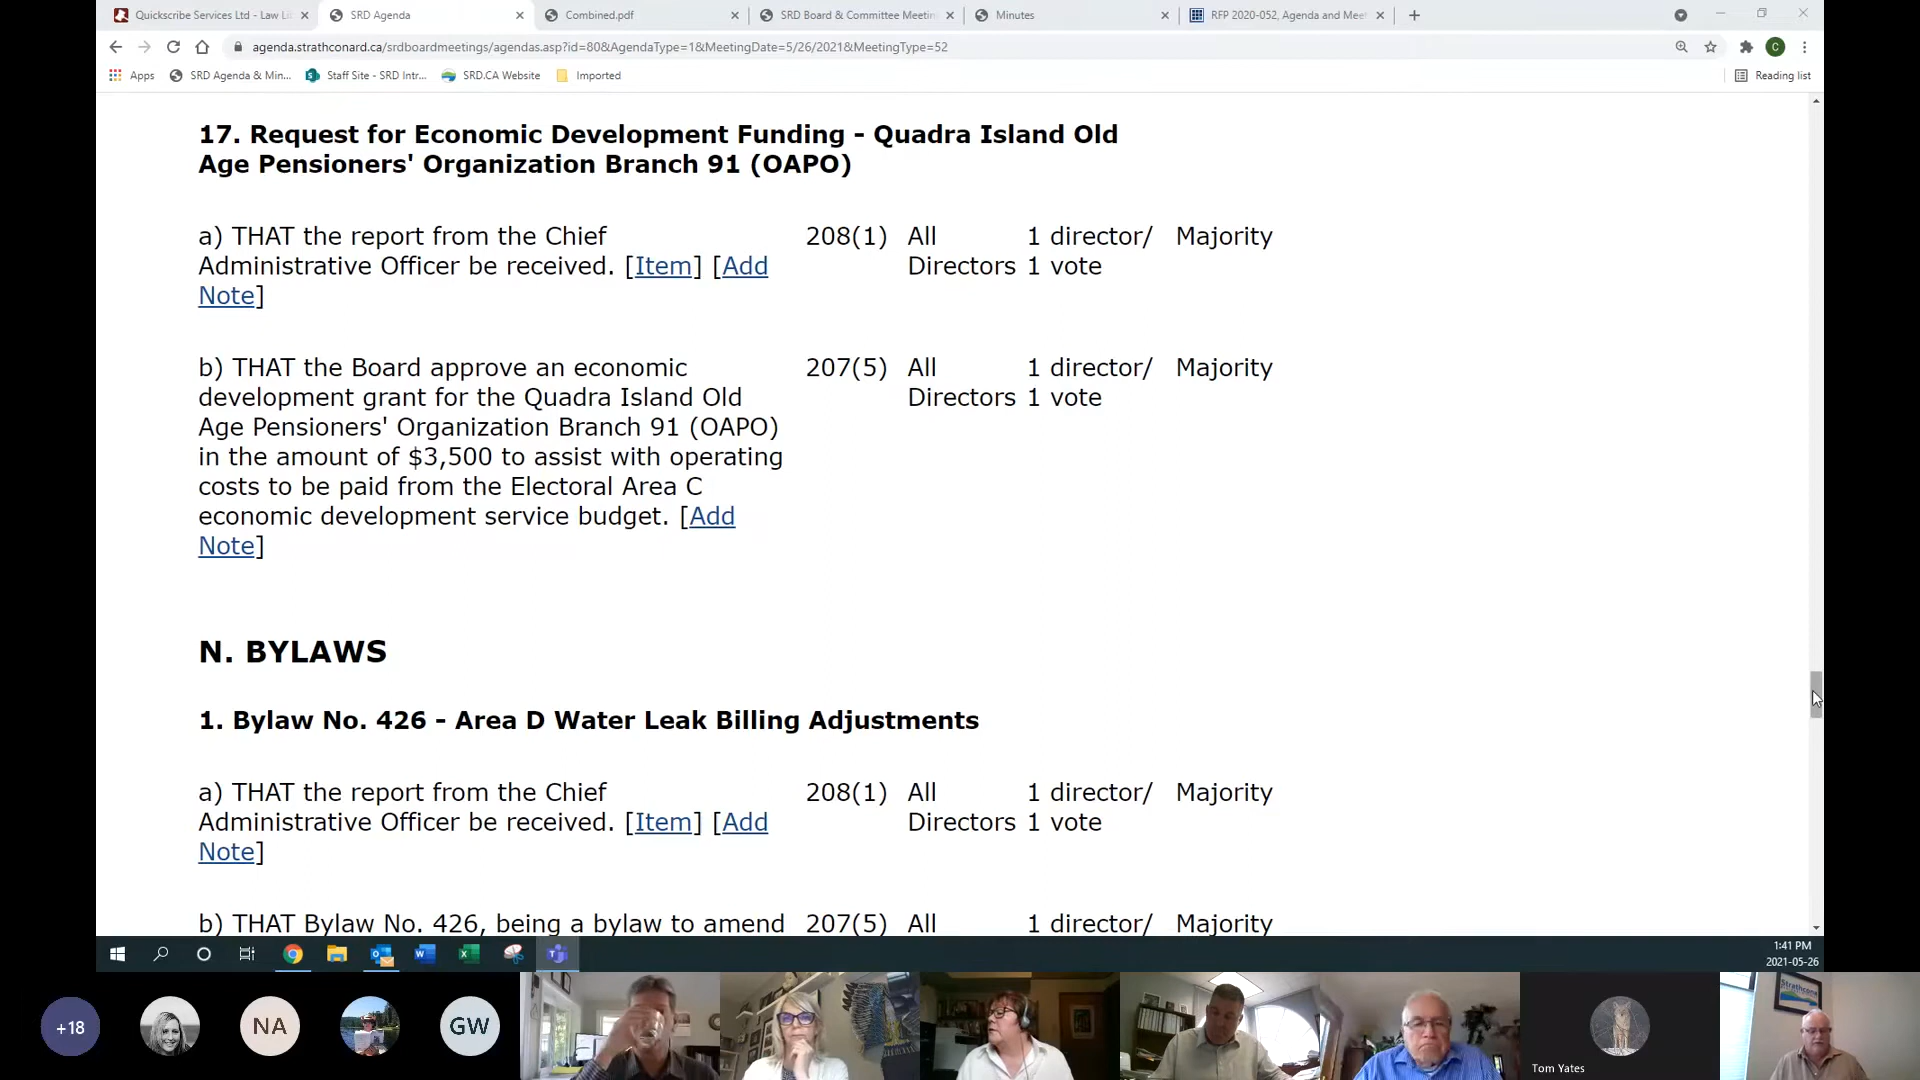 Quickscribe Services Ltd - Law Li
SRD Agenda
Combined.pdf
SRD Board & Committee Meetin
Minutes
RFP 2020-052, Agenda and Meet
agenda.strathconard.ca/srdboardmeetings/agendas.asp?id=80&AgendaType=1&MeetingDate=5/26/2021&MeetingType=52
C
Apps
SRD Agenda & Min...
Staff Site - SRD Intr...
SRD.CA Website
Imported
Reading list
17. Request for Economic Development Funding - Quadra Island Old
Age Pensioners' Organization Branch 91 (OAPO)
a) THAT the report from the Chief 208(1) All 1 director/ Majority
Administrative Officer be received. [Item] [Add Directors 1 vote
Note]
b) THAT the Board approve an economic 207(5) All 1 director/ Majority
development grant for the Quadra Island Old Directors 1 vote
Age Pensioners' Organization Branch 91 (OAPO)
in the amount of $3,500 to assist with operating
costs to be paid from the Electoral Area C
economic development service budget. [Add
Note]
N. BYLAWS
1. Bylaw No. 426 - Area D Water Leak Billing Adjustments
a) THAT the report from the Chief 208(1) All 1 director/ Majority
Administrative Officer be received. [Item] [Add Directors 1 vote
Note]
b) THAT Bylaw No. 426, being a bylaw to amend 207(5) All 1 director/ Majority
1:41 PM
2021-05-26
+18
NA
GW
Tom Yates
Strathcona